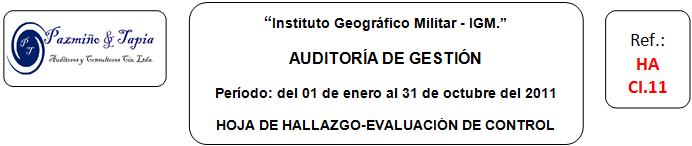 PT
Pazmiño & Tapia
Auditores y Consultores Cía. Ltda.
“Instituto Geográfico Militar - IGM.”
AUDITORÍA DE GESTIÓN
Período: del 01 de enero al 31 de octubre del 2011
HOJA DE HALLAZGO-EVALUACIÓN DE CONTROL
Ref.:
HA
CI.11